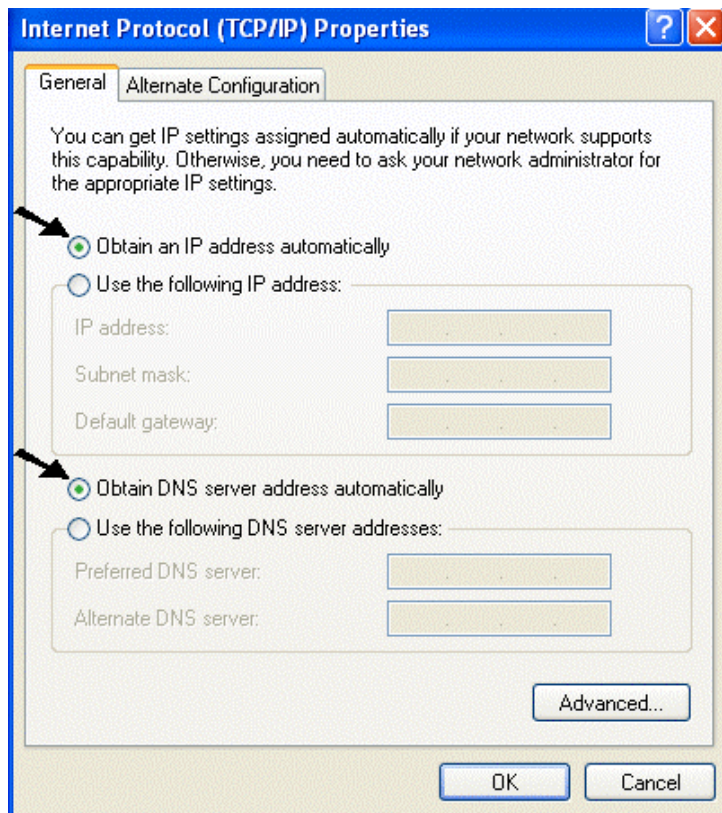 Internet Protocol (TCP/IP) Properties
General
Alternate Configuration
You can get IP settings assigned automatically if your network supports
this capability. Otherwise, you need to ask your network administrator for
the appropriate IP settings.
Obtain an IP address automatically
Use the following IP address:
IP address:
Subnet mask:
Default gateway:
Obtain DNS server address automatically
Use the following DNS server addresses:
Preferred DNS server:
Alternate DNS server:
Advanced...
OK
Cancel